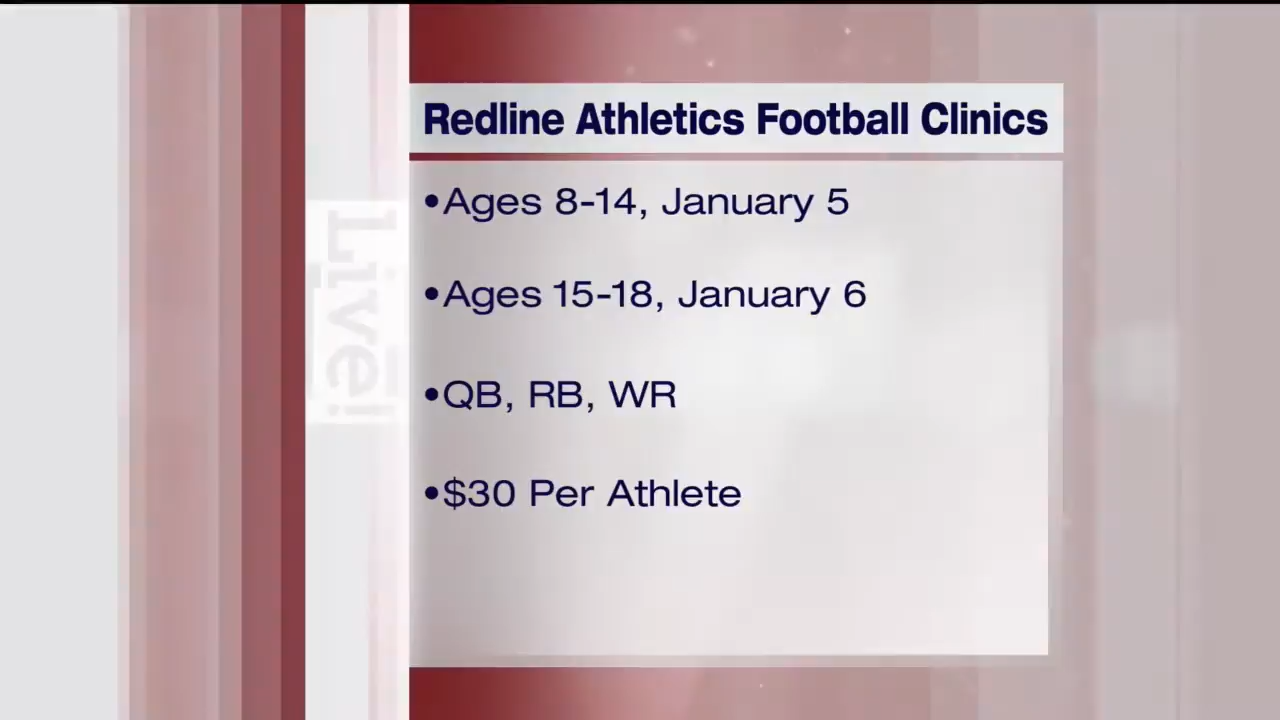 Redline Athletics Football Clinics
•Ages 8-14, January 5
•Ages 15-18, January 6
•QB, RB, WR
•$30 Per Athlete
Live!